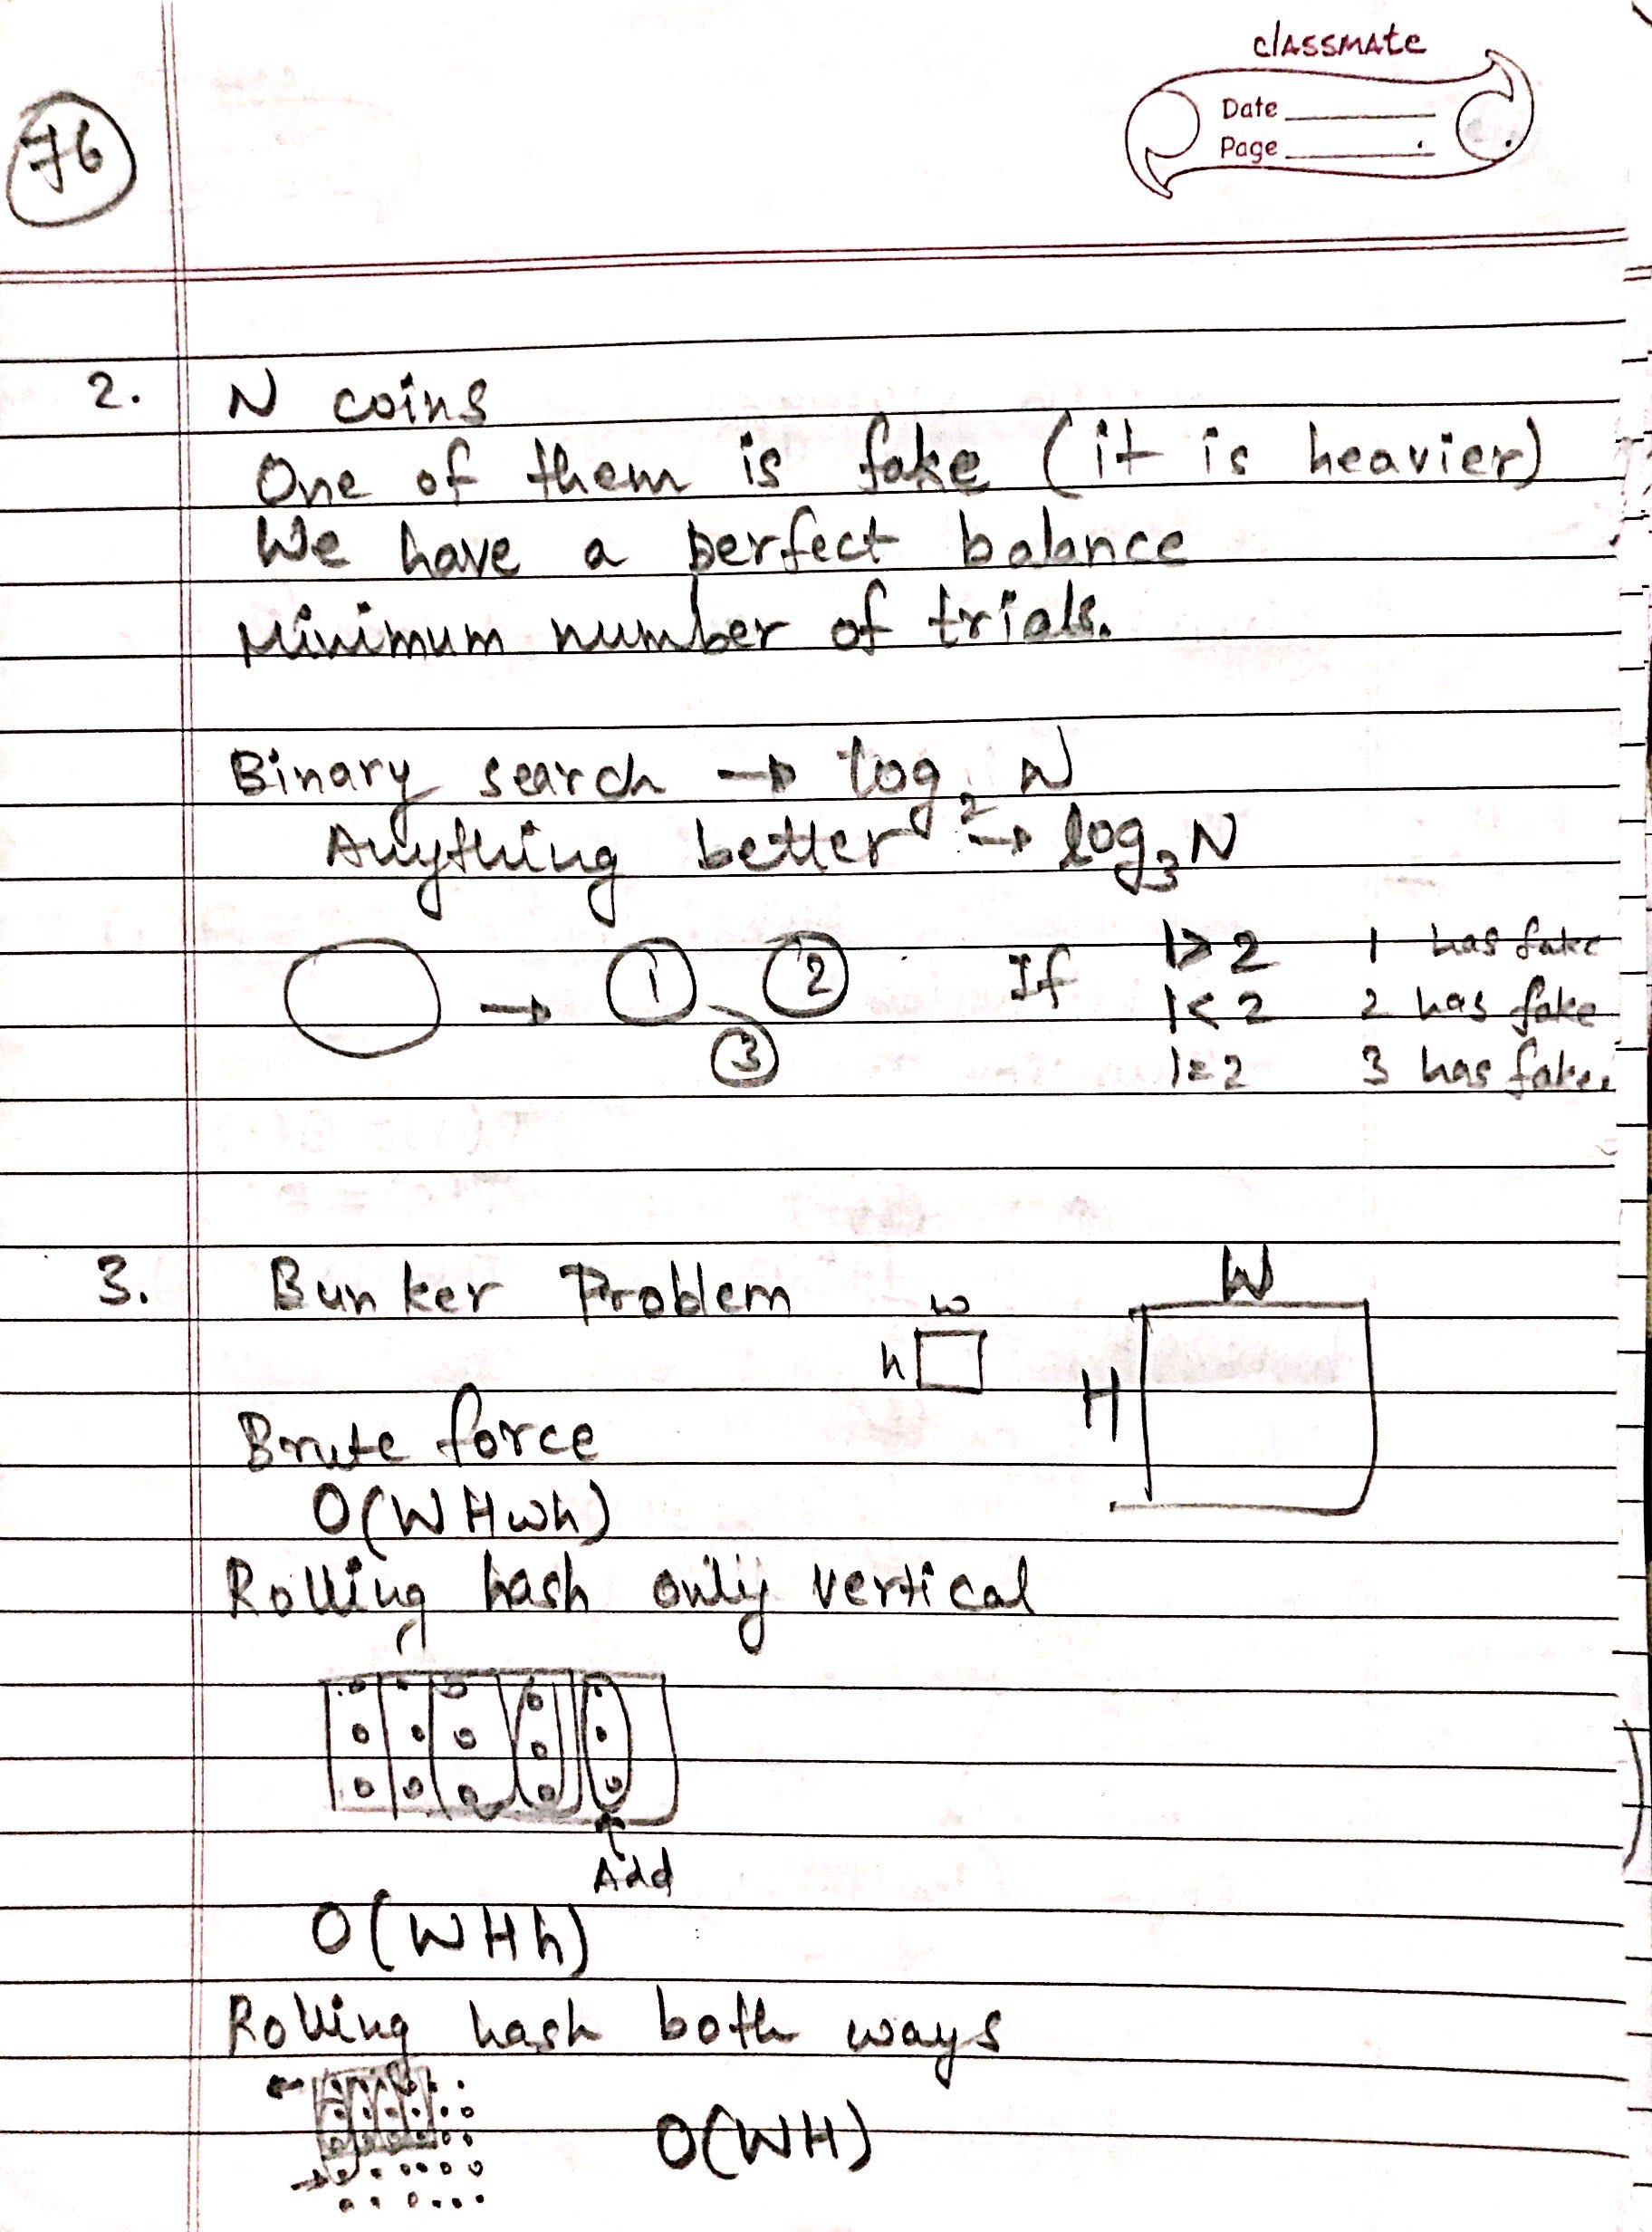 classmate
Date
Page
76
2. N coins
One of them is fake (it is heavier)
We have a perfect balance
Minimum number of trials.
Binary search → log₂ N
Anything better → log₃ N
1 2 If 1>2 1 has fake
1<2 2 has fake
3 1=2 3 has fake.
3. Bunker Problem
w W
h H
Brute force
O(WHwh)
Rolling hash only vertical
Add
O(WHh)
Rolling hash both ways
O(WH)